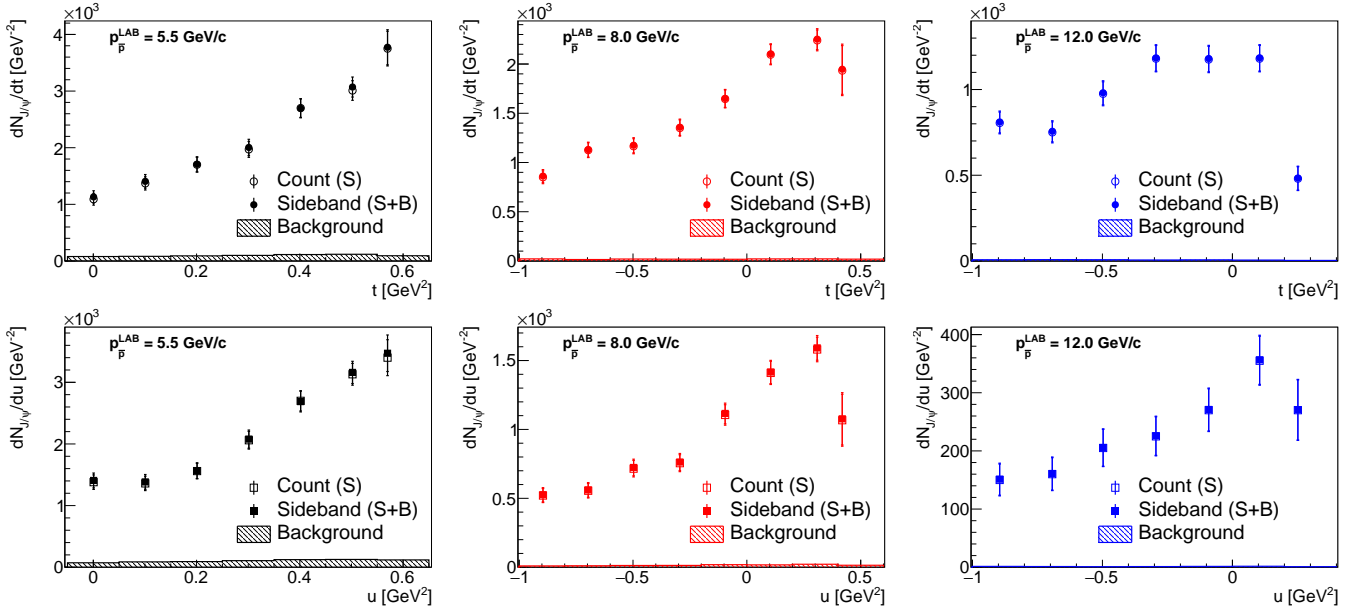 ×10³
p_p̅^LAB = 5.5 GeV/c
dN_J/ψ/dt [GeV⁻²]
4
3
2
1
0
Count (S)
Sideband (S+B)
Background
0 0.2 0.4 0.6
t [GeV²]
×10³
p_p̅^LAB = 8.0 GeV/c
dN_J/ψ/dt [GeV⁻²]
2.5
2
1.5
1
0.5
0
Count (S)
Sideband (S+B)
Background
−1 −0.5 0 0.5
t [GeV²]
×10³
p_p̅^LAB = 12.0 GeV/c
dN_J/ψ/dt [GeV⁻²]
1
0.5
0
Count (S)
Sideband (S+B)
Background
−1 −0.5 0
t [GeV²]
×10³
p_p̅^LAB = 5.5 GeV/c
dN_J/ψ/du [GeV⁻²]
3
2
1
0
Count (S)
Sideband (S+B)
Background
0 0.2 0.4 0.6
u [GeV²]
×10³
p_p̅^LAB = 8.0 GeV/c
dN_J/ψ/du [GeV⁻²]
1.5
1
0.5
0
Count (S)
Sideband (S+B)
Background
−1 −0.5 0 0.5
u [GeV²]
p_p̅^LAB = 12.0 GeV/c
dN_J/ψ/du [GeV⁻²]
400
300
200
100
0
Count (S)
Sideband (S+B)
Background
−1 −0.5 0
u [GeV²]